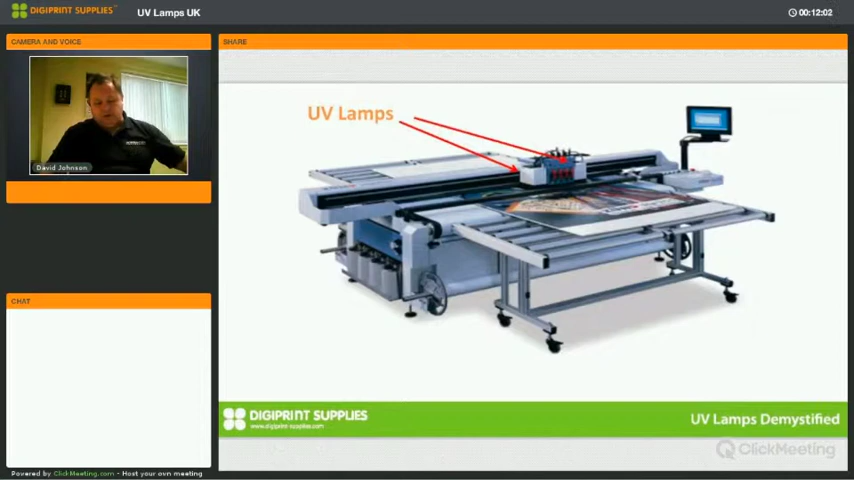 DIGIPRINT SUPPLIES
UV Lamps UK
00:12:02
CAMERA AND VOICE
SHARE
David Johnson
UV Lamps
CHAT
DIGIPRINT SUPPLIES
www.digiprint-supplies.com
UV Lamps Demystified
ClickMeeting
Powered by ClickMeeting.com - Host your own meeting